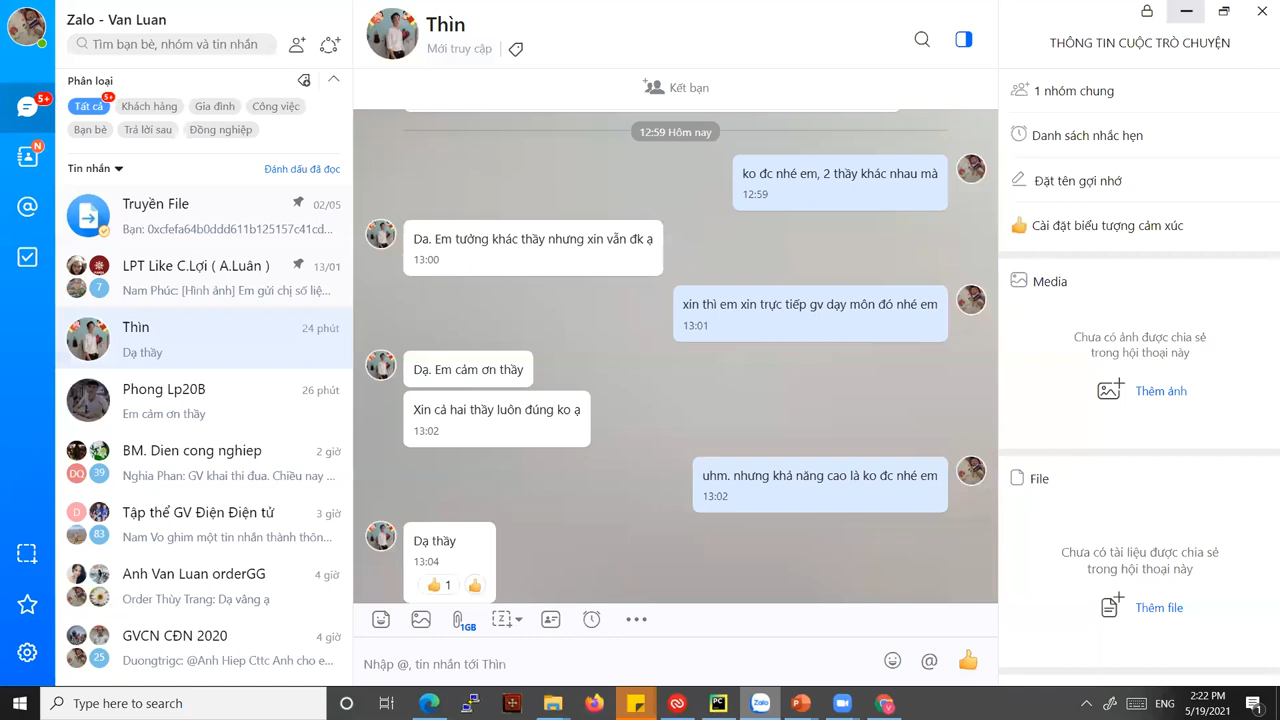 Zalo - Van Luan
Tìm bạn bè, nhóm và tin nhắn
Phân loại
Tất cả
5+
Khách hàng
Gia đình
Công việc
Bạn bè
Trả lời sau
Đồng nghiệp
5+
N
Tin nhắn
Đánh dấu đã đọc
Truyền File
02/05
Bạn: 0xcfefa64b0ddd611b125157c41cd...
LPT Like C.Lợi ( A.Luân )
13/01
7
Nam Phúc: [Hình ảnh] Em gửi chị số liệ...
Thìn
24 phút
Dạ thầy
Phong Lp20B
26 phút
Em cảm ơn thầy
BM. Dien cong nghiep
2 giờ
DQ
39
Nghia Phan: GV khai thi đua. Chiều nay ...
Tập thể GV Điện Điện tử
3 giờ
D
83
Nam Vo ghim một tin nhắn thành thôn...
Anh Van Luan orderGG
4 giờ
Order Thùy Trang: Dạ vâng ạ
GVCN CĐN 2020
4 giờ
25
Duongtrigc: @Anh Hiep Cttc Anh cho e...
Thìn
Mới truy cập
Kết bạn
12:59 Hôm nay
ko đc nhé em, 2 thầy khác nhau mà
12:59
Da. Em tưởng khác thầy nhưng xin vẫn đk ạ
13:00
xin thì em xin trực tiếp gv dạy môn đó nhé em
13:01
Dạ. Em cảm ơn thầy
Xin cả hai thầy luôn đúng ko ạ
13:02
uhm. nhưng khả năng cao là ko đc nhé em
13:02
Dạ thầy
13:04
1
1GB
Z
Nhập @, tin nhắn tới Thìn
THÔNG TIN CUỘC TRÒ CHUYỆN
1 nhóm chung
Danh sách nhắc hẹn
Đặt tên gợi nhớ
Cài đặt biểu tượng cảm xúc
Media
Chưa có ảnh được chia sẻ
trong hội thoại này
Thêm ảnh
File
Chưa có tài liệu được chia sẻ
trong hội thoại này
Thêm file
Type here to search
PC
Zalo
P
V
ENG
2:22 PM
5/19/2021
1